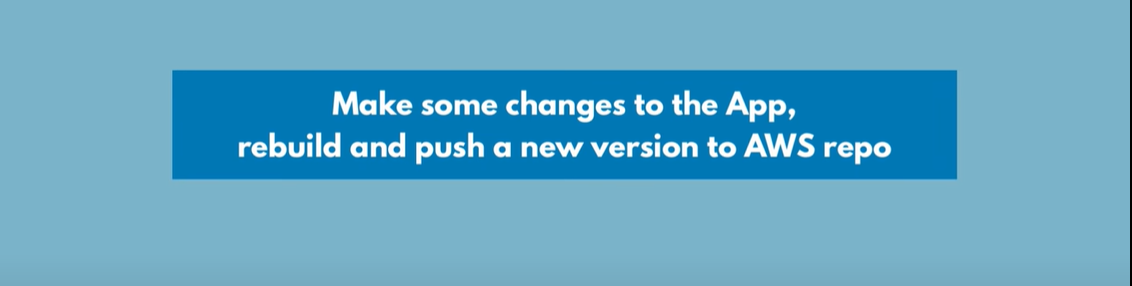 Make some changes to the App,
rebuild and push a new version to AWS repo